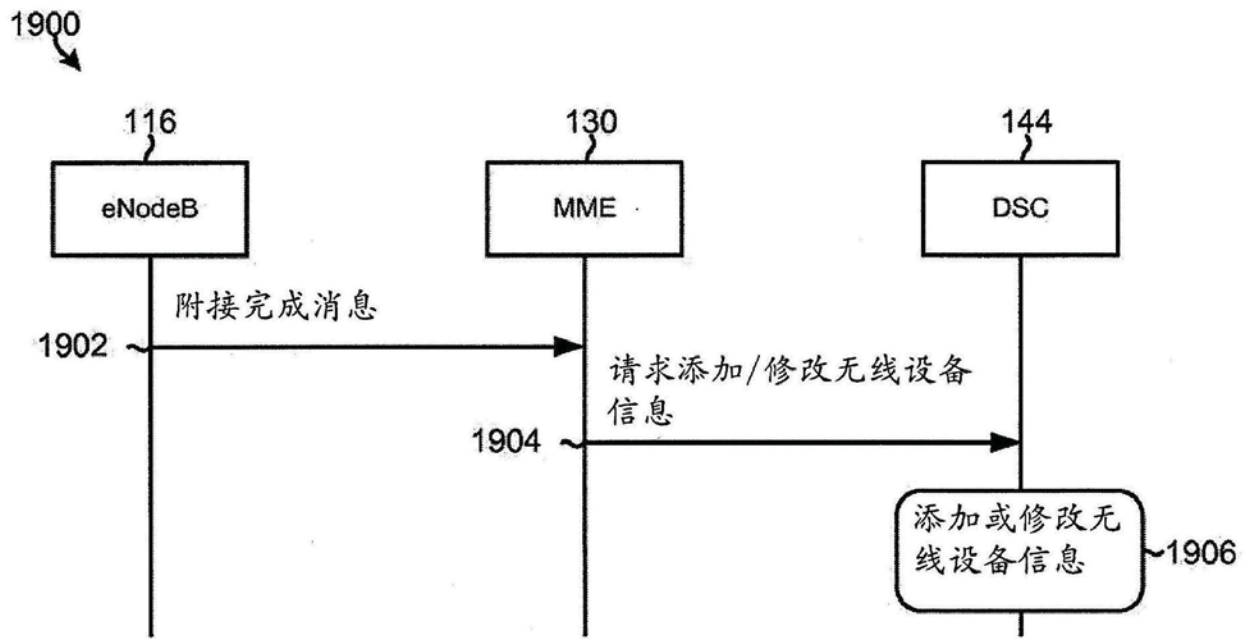 1900
116
130
144
eNodeB
MME
DSC
附接完成消息
1902
请求添加/修改无线设备
信息
1904
添加或修改无
线设备信息
1906